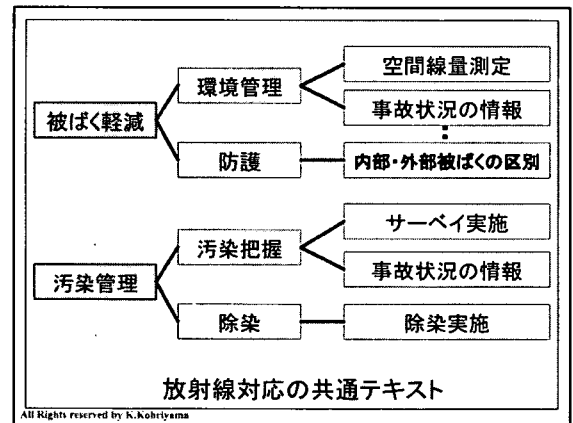 空間線量測定
環境管理
事故状況の情報
被ばく軽減
防護
内部・外部被ばくの区別
サーベイ実施
汚染把握
事故状況の情報
汚染管理
除染
除染実施
放射線対応の共通テキスト
All Rights reserved by K.Kohriyama